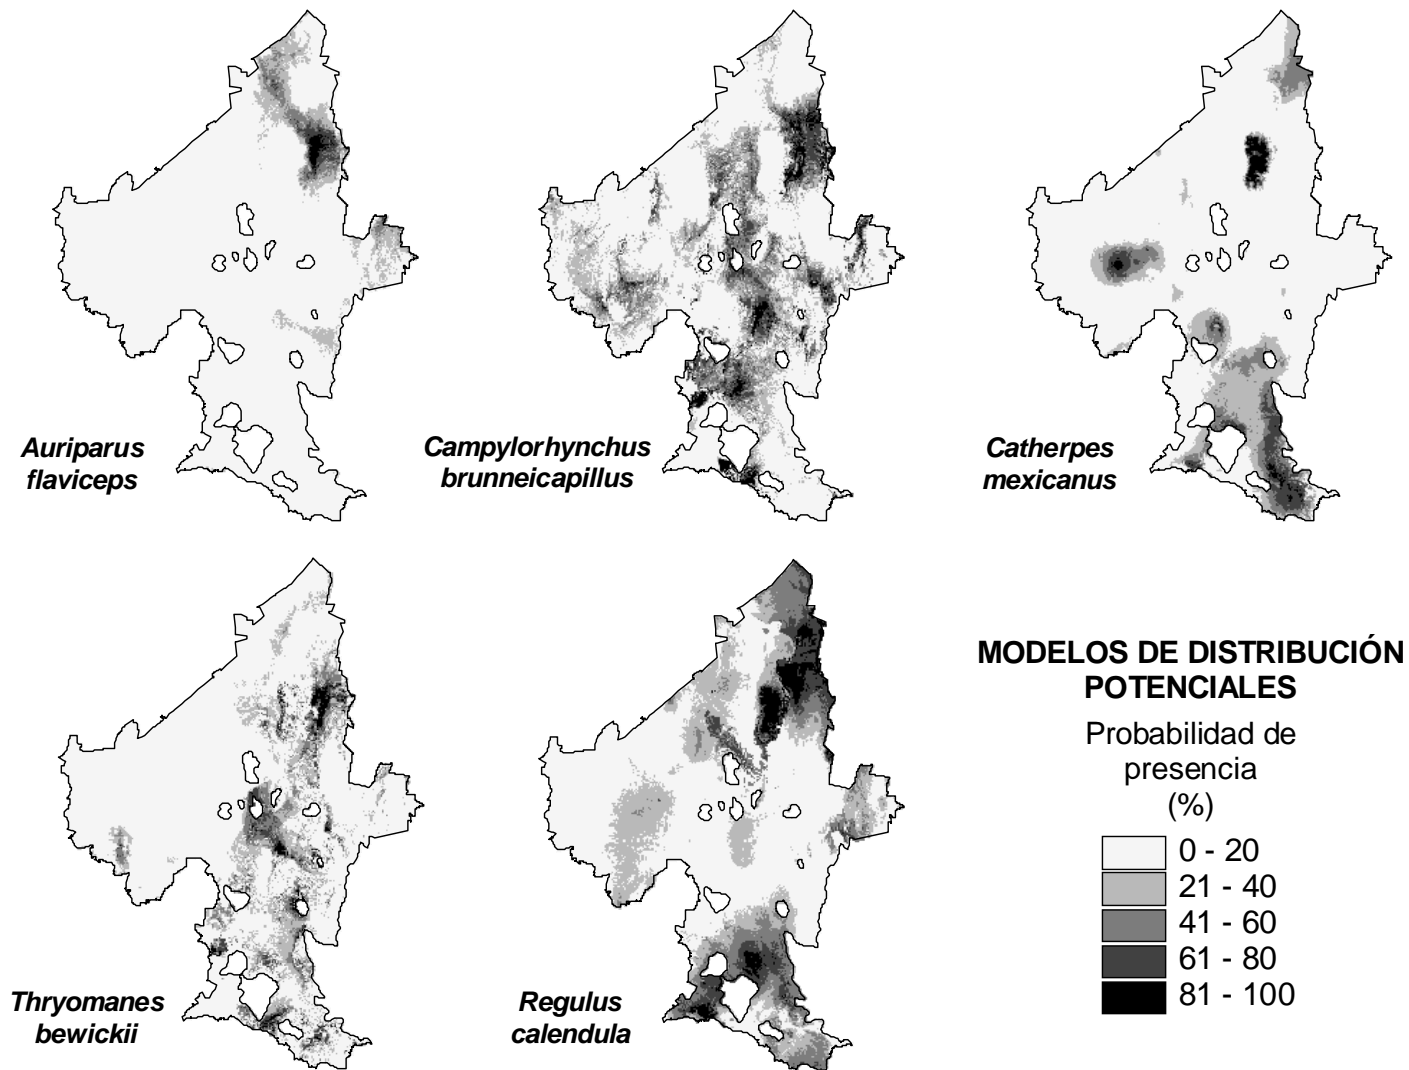 Auriparus
flaviceps
Campylorhynchus
brunneicapillus
Catherpes
mexicanus
Thryomanes
bewickii
Regulus
calendula
MODELOS DE DISTRIBUCIÓN
POTENCIALES
Probabilidad de
presencia
(%)
0 - 20
21 - 40
41 - 60
61 - 80
81 - 100